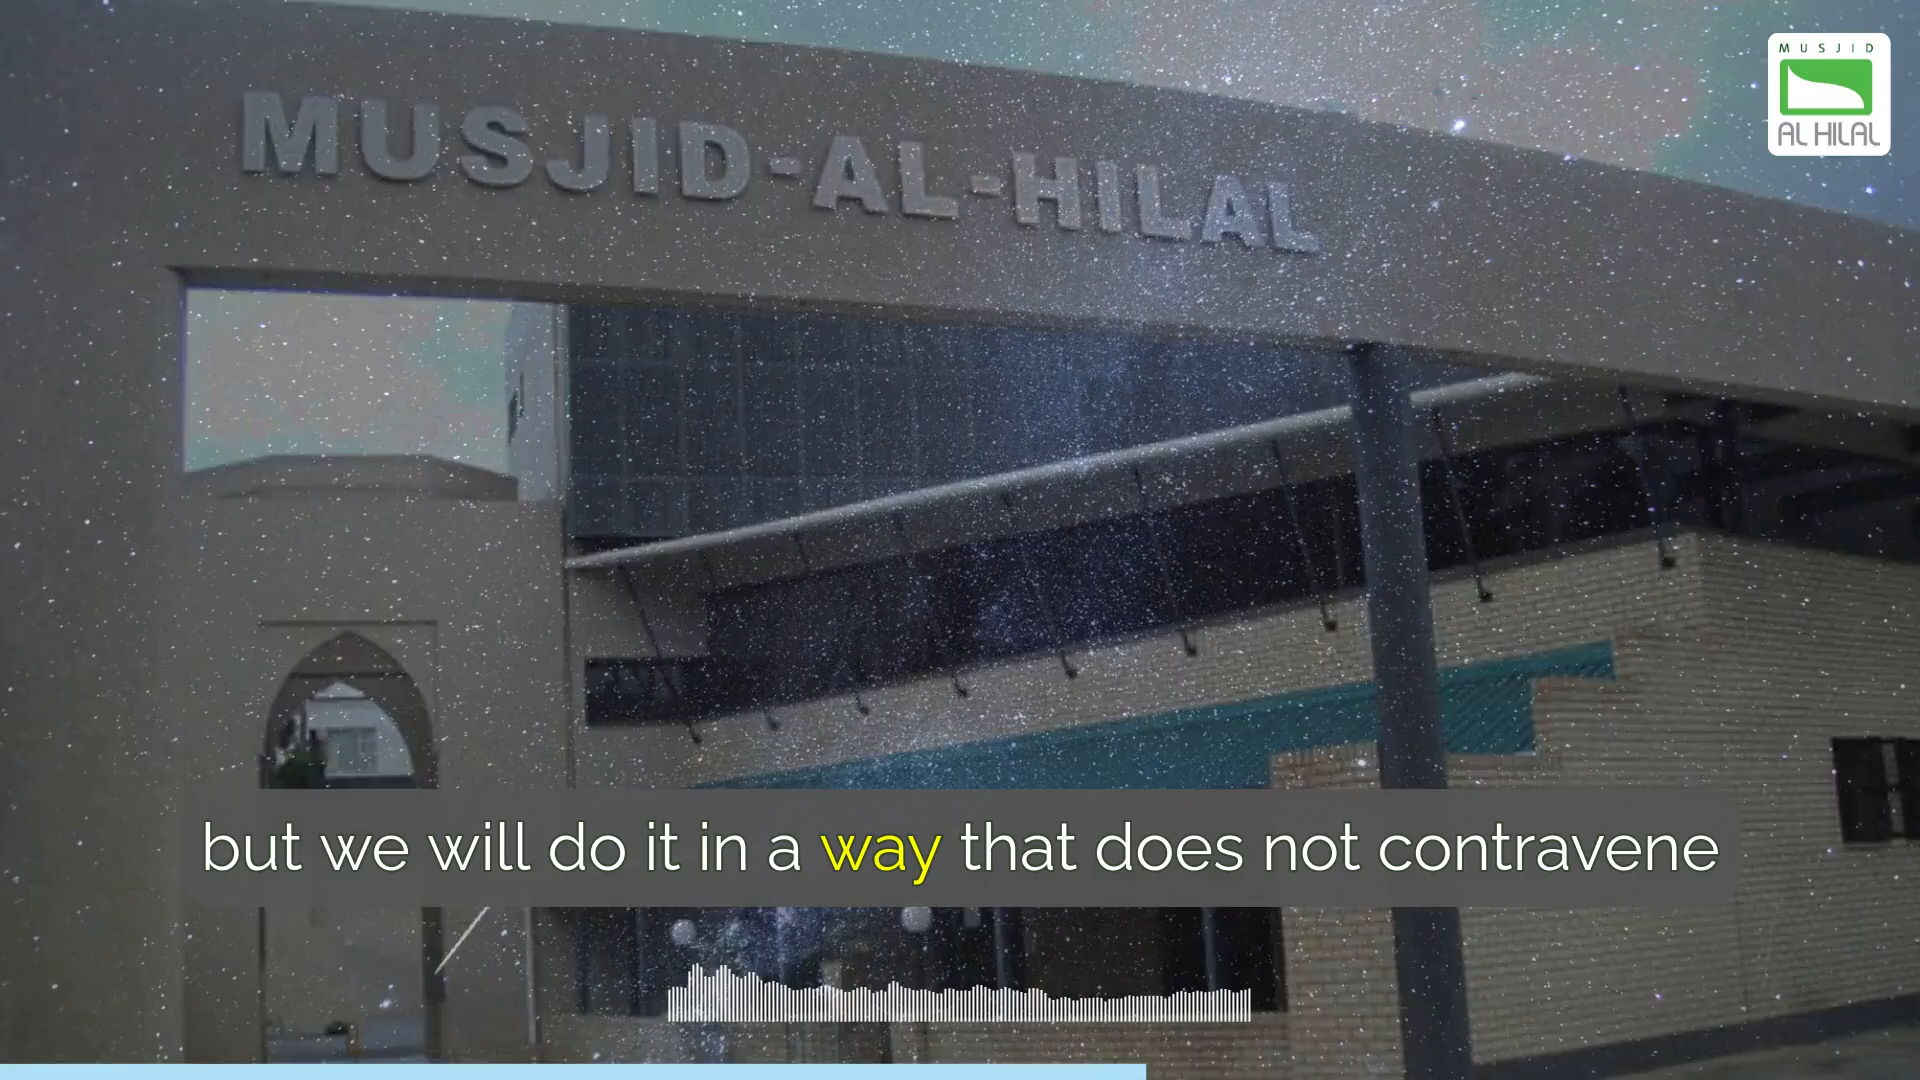 MUSJID-AL-HILAL
MUSJID
AL HILAL
but we will do it in a way that does not contravene